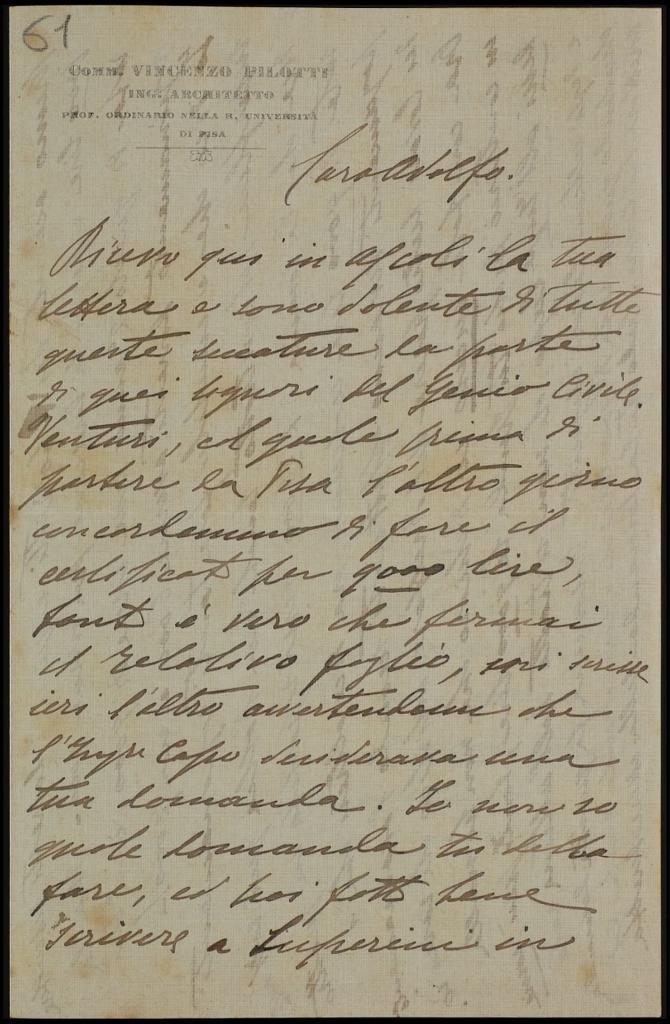 61
Comm. VINCENZO PILOTTI
ING. ARCHITETTO
PROF. ORDINARIO NELLA R. UNIVERSITÀ
DI PISA
Caro Adolfo.
Ricevo qui in Ascoli la tua
lettera e sono dolente di tutte
queste seccature da parte
di quei signori del Genio Civile.
Venturi, col quale prima di
partire da Pisa l'altro giorno
concordammo di fare il
certificato per 9000 lire,
tanto è vero che firmai
il relativo foglio, mi scrisse
ieri l'altro avvertendomi che
l'Ingre Capo desiderava una
tua domanda. Io non so
quale domanda tu debba
fare, ed hai fatto bene
scrivere a Superini in